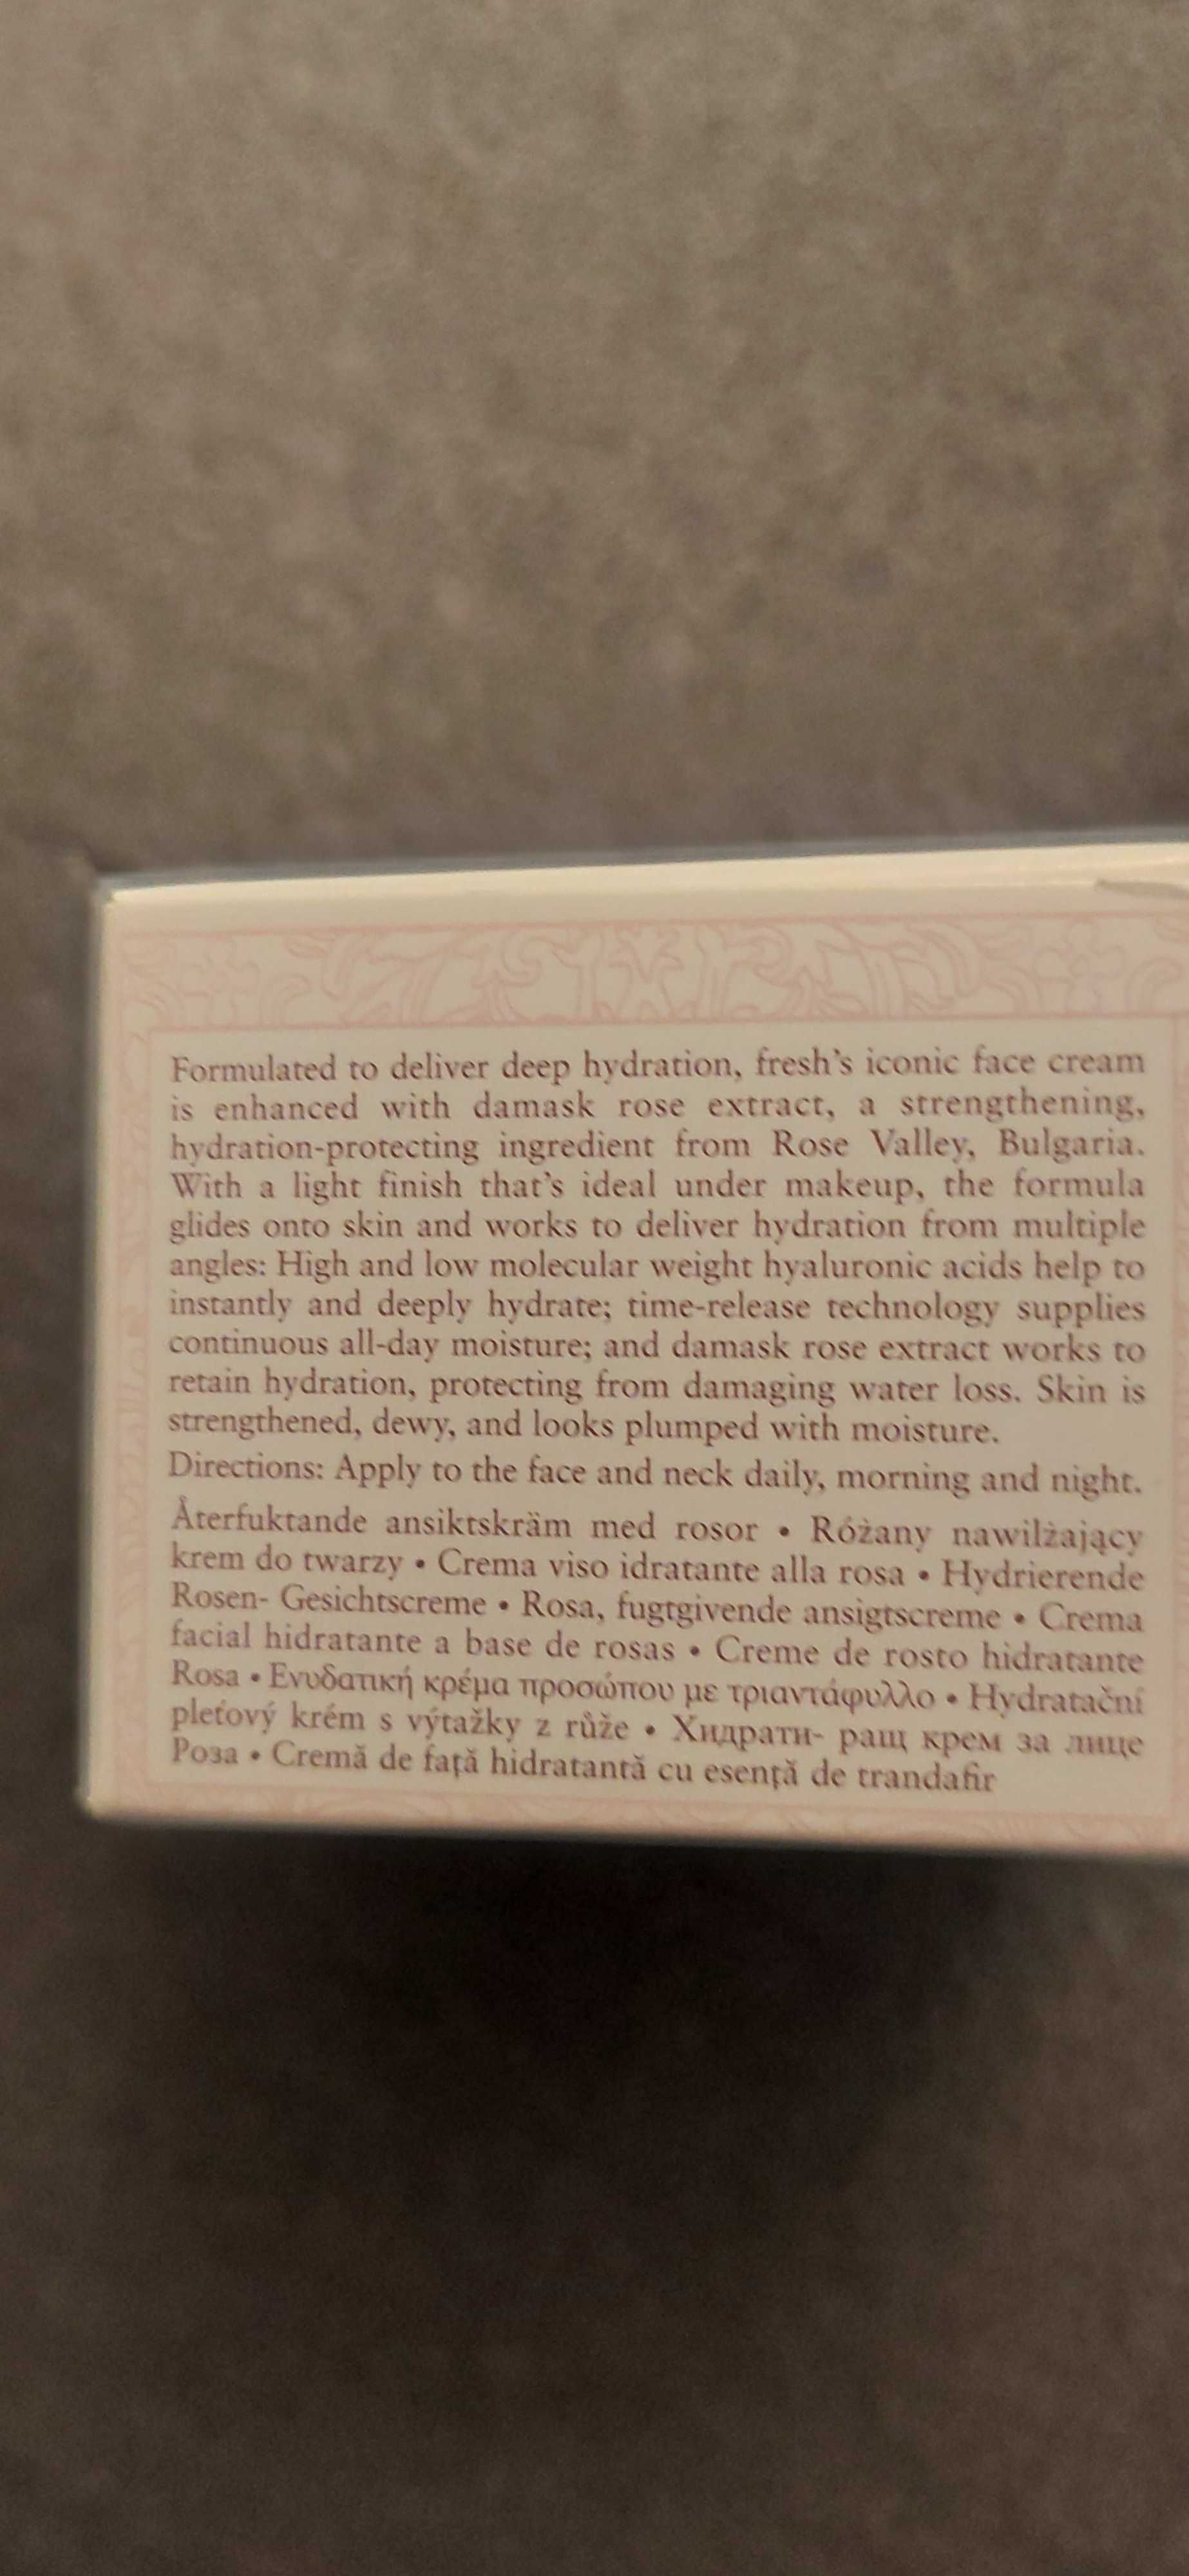 Formulated to deliver deep hydration, fresh's iconic face cream
is enhanced with damask rose extract, a strengthening,
hydration-protecting ingredient from Rose Valley, Bulgaria.
With a light finish that's ideal under makeup, the formula
glides onto skin and works to deliver hydration from multiple
angles: High and low molecular weight hyaluronic acids help to
instantly and deeply hydrate; time-release technology supplies
continuous all-day moisture; and damask rose extract works to
retain hydration, protecting from damaging water loss. Skin is
strengthened, dewy, and looks plumped with moisture.
Directions: Apply to the face and neck daily, morning and night.
Återfuktande ansiktskräm med rosor • Różany nawilżający
krem do twarzy • Crema viso idratante alla rosa • Hydrierende
Rosen- Gesichtscreme • Rosa, fugtgivende ansigtscreme • Crema
facial hidratante a base de rosas • Creme de rosto hidratante
Rosa • Ενυδατική κρέμα προσώπου με τριαντάφυλλο • Hydratační
pleťový krém s výtažky z růže • Хидрати- ращ крем за лице
Роза • Cremă de faţă hidratantă cu esenţă de trandafir